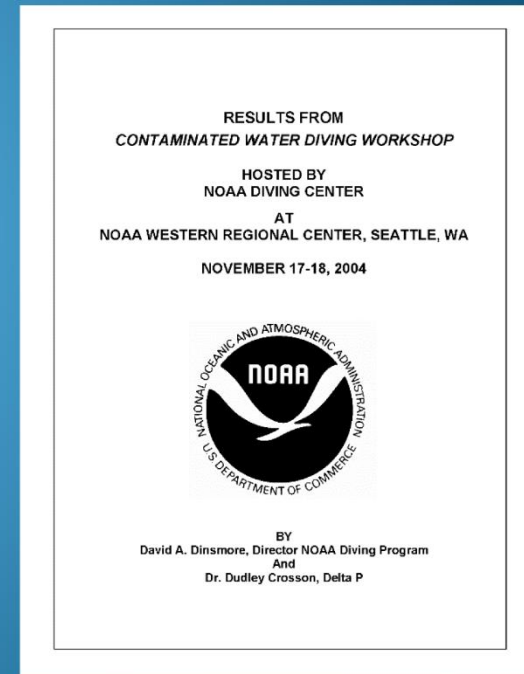 RESULTS FROM
CONTAMINATED WATER DIVING WORKSHOP
HOSTED BY
NOAA DIVING CENTER
AT
NOAA WESTERN REGIONAL CENTER, SEATTLE, WA
NOVEMBER 17-18, 2004
NATIONAL OCEANIC AND ATMOSPHERIC ADMINISTRATION
NOAA
U.S. DEPARTMENT OF COMMERCE
BY
David A. Dinsmore, Director NOAA Diving Program
And
Dr. Dudley Crosson, Delta P